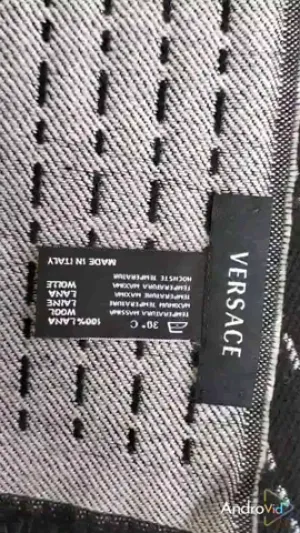 VERSACE
30° C
TEMPERATURA MASSIMA
MAXIMUM TEMPERATURE
TEMPERATURE MAXIMA
TEMPERATURA MAXIMA
HÖCHSTE TEMPERATUR
100% LANA
WOOL
LAINE
LANA
WOLLE
MADE IN ITALY
AndroVid